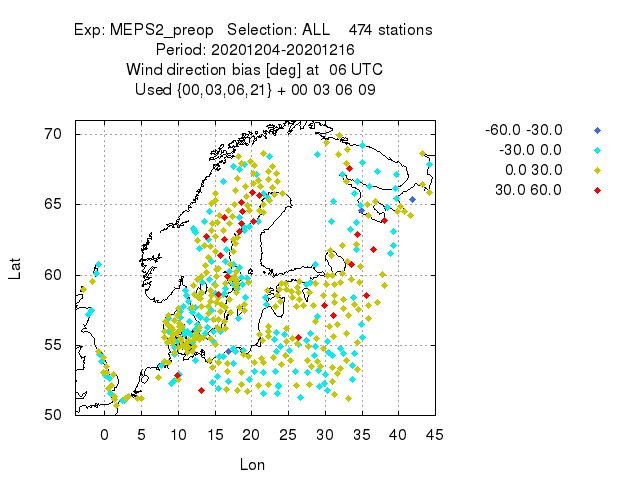 Exp: MEPS2_preop   Selection: ALL    474 stations
Period: 20201204-20201216
Wind direction bias [deg] at  06 UTC
Used {00,03,06,21} + 00 03 06 09
-60.0 -30.0
-30.0 0.0
0.0 30.0
30.0 60.0
70
65
60
55
50
Lat
0 5 10 15 20 25 30 35 40 45
Lon